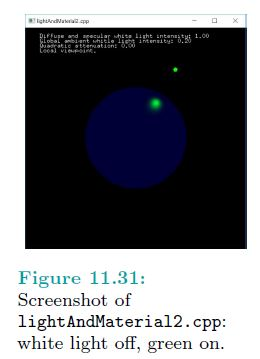 lightAndMaterial2.cpp
Diffuse and specular white light intensity: 1.00
Global ambient white light intensity: 0.20
Quadratic attenuation: 0.00
Local viewpoint.
Figure 11.31:
Screenshot of
lightAndMaterial2.cpp:
white light off, green on.